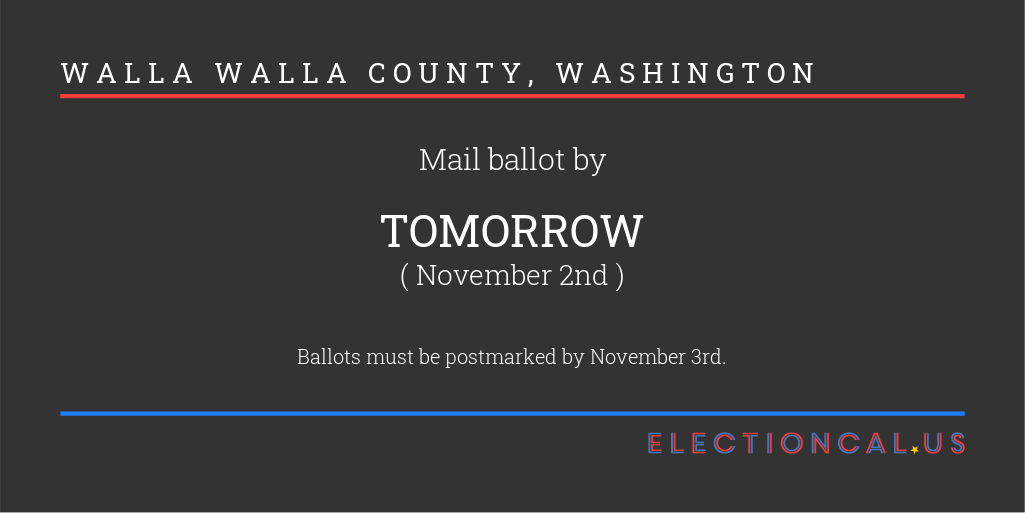 WALLA WALLA COUNTY, WASHINGTON
Mail ballot by
TOMORROW
( November 2nd )
Ballots must be postmarked by November 3rd.
ELECTIONCAL.US